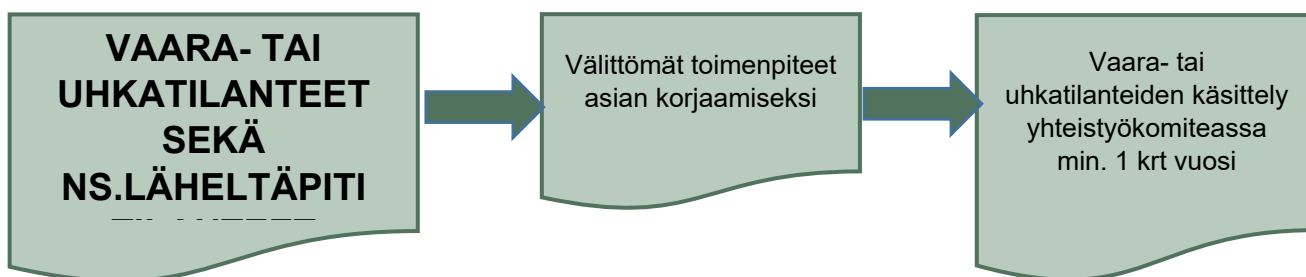 VAARA- TAI
UHKATILANTEET
SEKÄ
NS.LÄHELTÄPITI
Välittömät toimenpiteet
asian korjaamiseksi
Vaara- tai
uhkatilanteiden käsittely
yhteistyökomiteassa
min. 1 krt vuosi